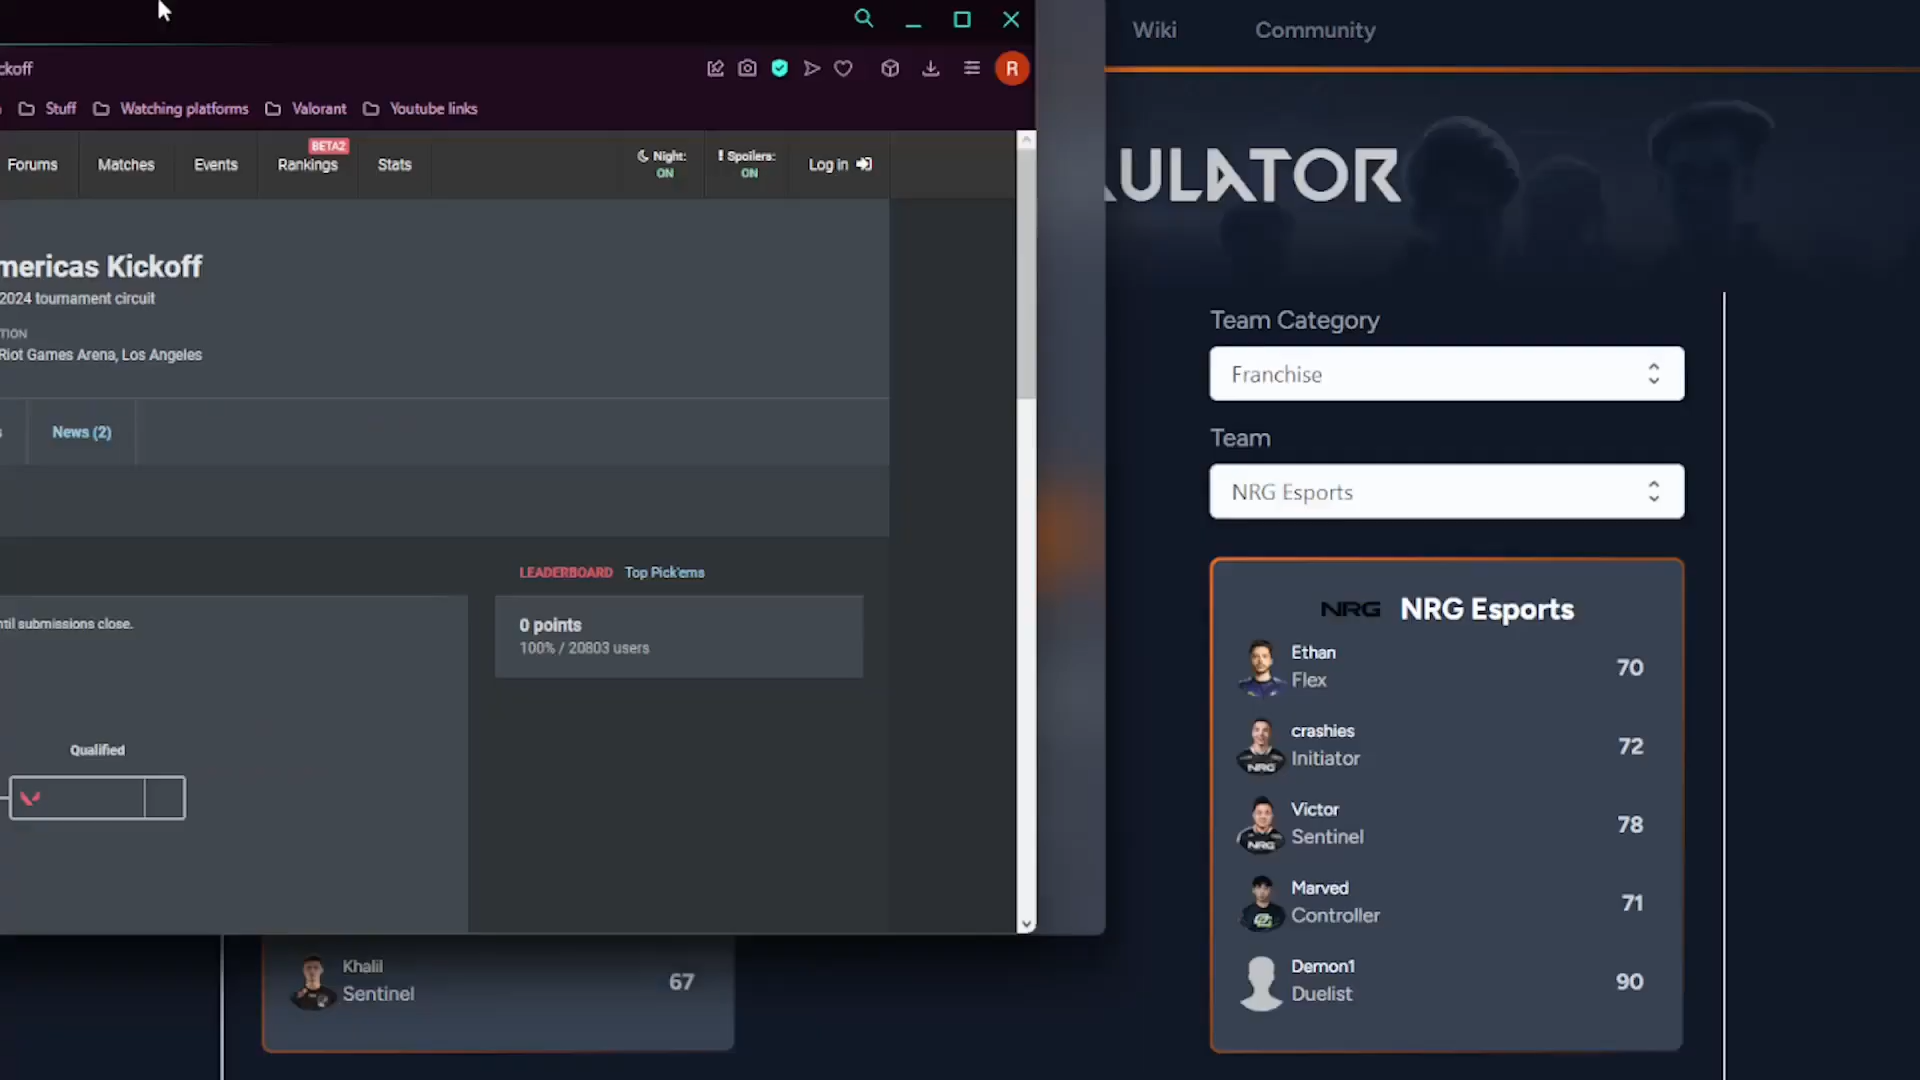 ckoff
R
Stuff
Watching platforms
Valorant
Youtube links
Forums
Matches
Events
BETA2
Rankings
Stats
Night:
ON
Spoilers:
ON
Log in
mericas Kickoff
2024 tournament circuit
TION
Riot Games Arena, Los Angeles
s
News (2)
LEADERBOARD Top Pick'ems
ntil submissions close.
0 points
100% / 20803 users
Qualified
Khalil
Sentinel
67
Wiki
Community
ULATOR
Team Category
Franchise
Team
NRG Esports
NRG NRG Esports
Ethan
Flex
70
crashies
Initiator
72
NRG
Victor
Sentinel
78
NRG
Marved
Controller
71
Demon1
Duelist
90